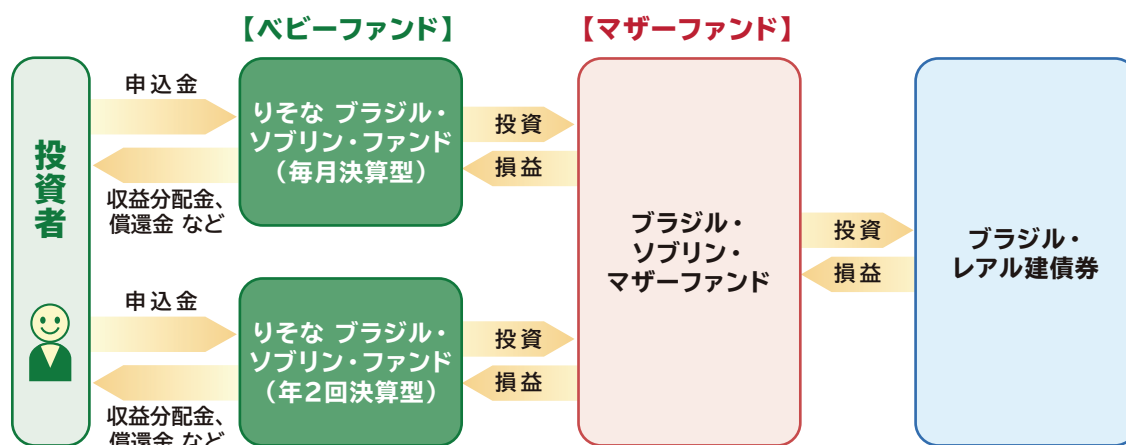 【ベビーファンド】
【マザーファンド】
投資者
申込金
収益分配金、
償還金 など
りそな ブラジル・
ソブリン・ファンド
(毎月決算型)
投資
損益
申込金
収益分配金、
償還金 など
りそな ブラジル・
ソブリン・ファンド
(年2回決算型)
投資
損益
ブラジル・
ソブリン・
マザーファンド
投資
損益
ブラジル・
レアル建債券